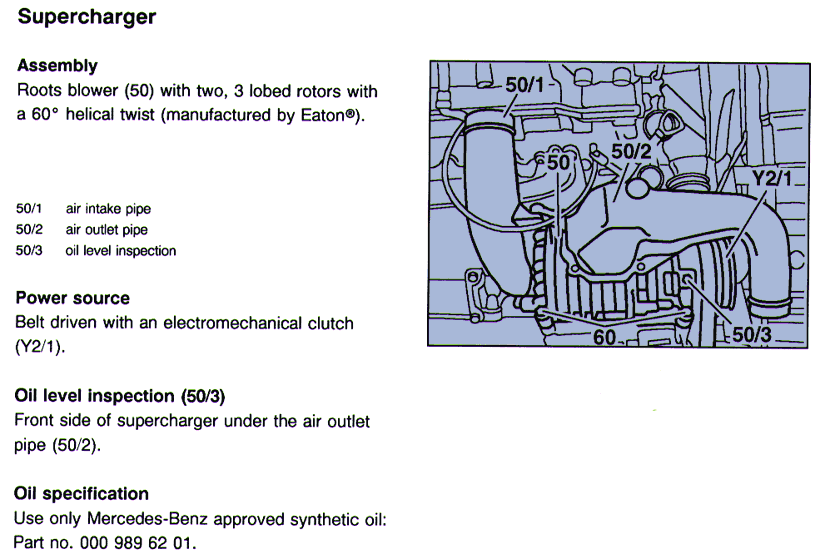 Supercharger
Assembly
Roots blower (50) with two, 3 lobed rotors with
a 60° helical twist (manufactured by Eaton®).
50/1 air intake pipe
50/2 air outlet pipe
50/3 oil level inspection
Power source
Belt driven with an electromechanical clutch
(Y2/1).
Oil level inspection (50/3)
Front side of supercharger under the air outlet
pipe (50/2).
Oil specification
Use only Mercedes-Benz approved synthetic oil:
Part no. 000 989 62 01.
50/1
50
50/2
Y2/1
60
50/3